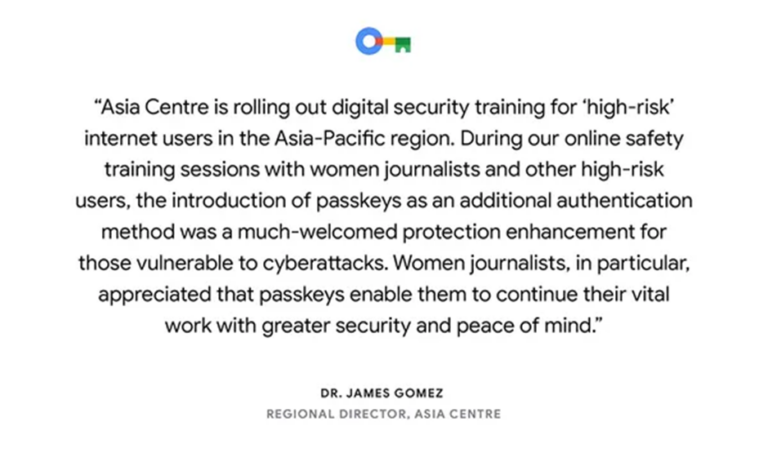 “Asia Centre is rolling out digital security training for ‘high-risk’
internet users in the Asia-Pacific region. During our online safety
training sessions with women journalists and other high-risk
users, the introduction of passkeys as an additional authentication
method was a much-welcomed protection enhancement for
those vulnerable to cyberattacks. Women journalists, in particular,
appreciated that passkeys enable them to continue their vital
work with greater security and peace of mind.”
DR. JAMES GOMEZ
REGIONAL DIRECTOR, ASIA CENTRE